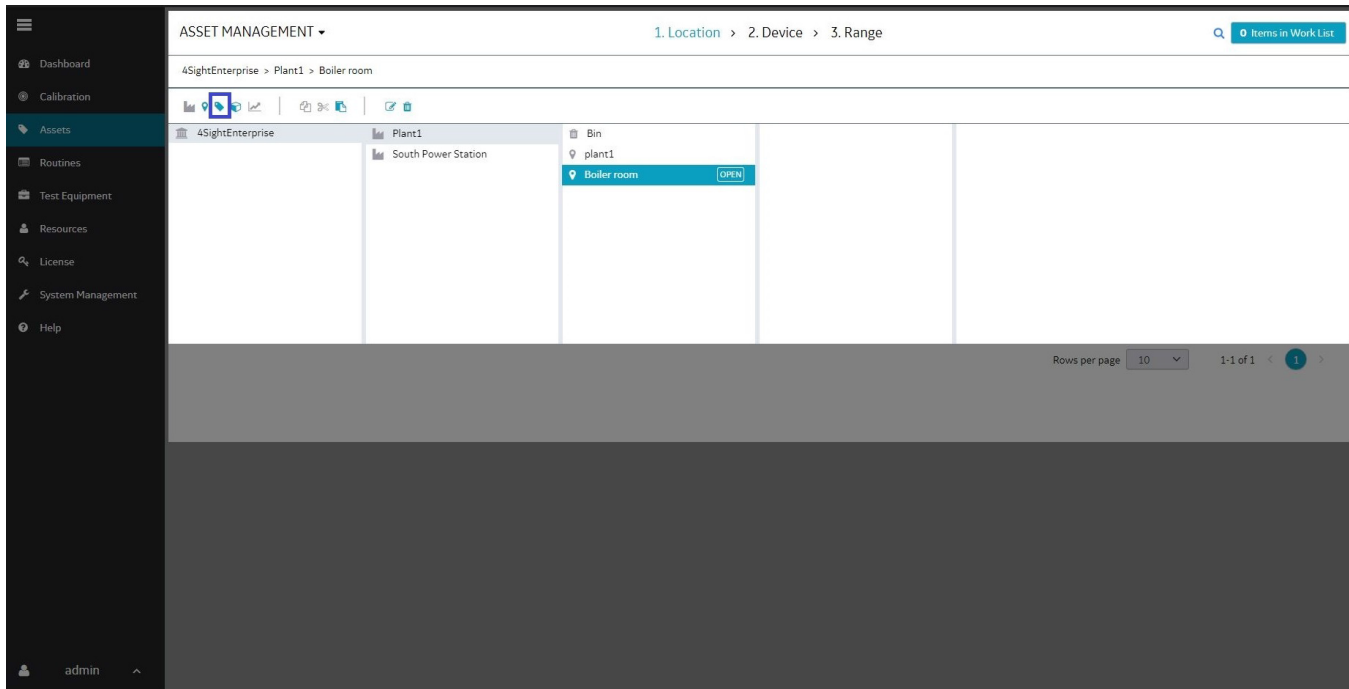 ASSET MANAGEMENT
1. Location > 2. Device > 3. Range
0 Items in Work List
4SightEnterprise > Plant1 > Boiler room
Dashboard
Calibration
Assets
Routines
Test Equipment
Resources
License
System Management
Help
4SightEnterprise
Plant1
South Power Station
Bin
plant1
Boiler room OPEN
Rows per page 10 1-1 of 1 < 1 >
admin